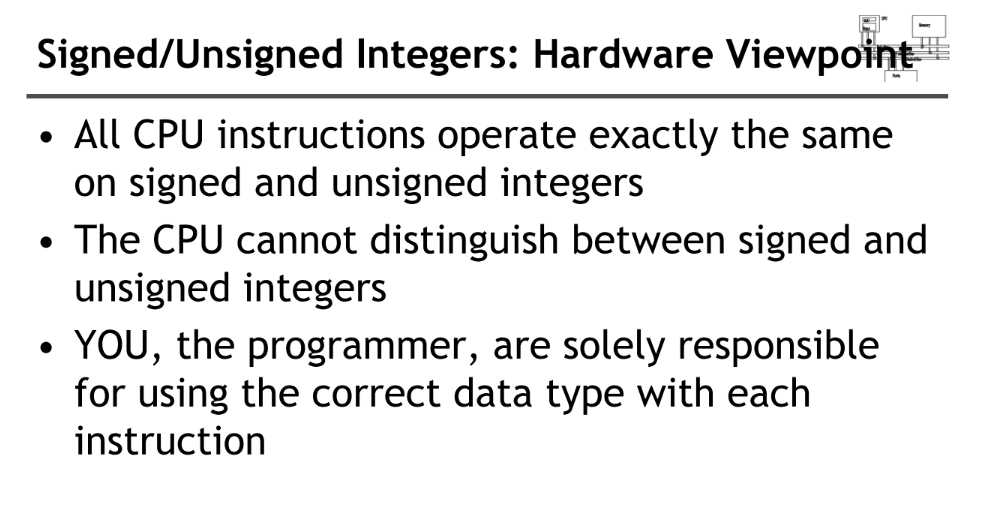 Signed/Unsigned Integers: Hardware Viewpoint
• All CPU instructions operate exactly the same
on signed and unsigned integers
• The CPU cannot distinguish between signed and
unsigned integers
• YOU, the programmer, are solely responsible
for using the correct data type with each
instruction